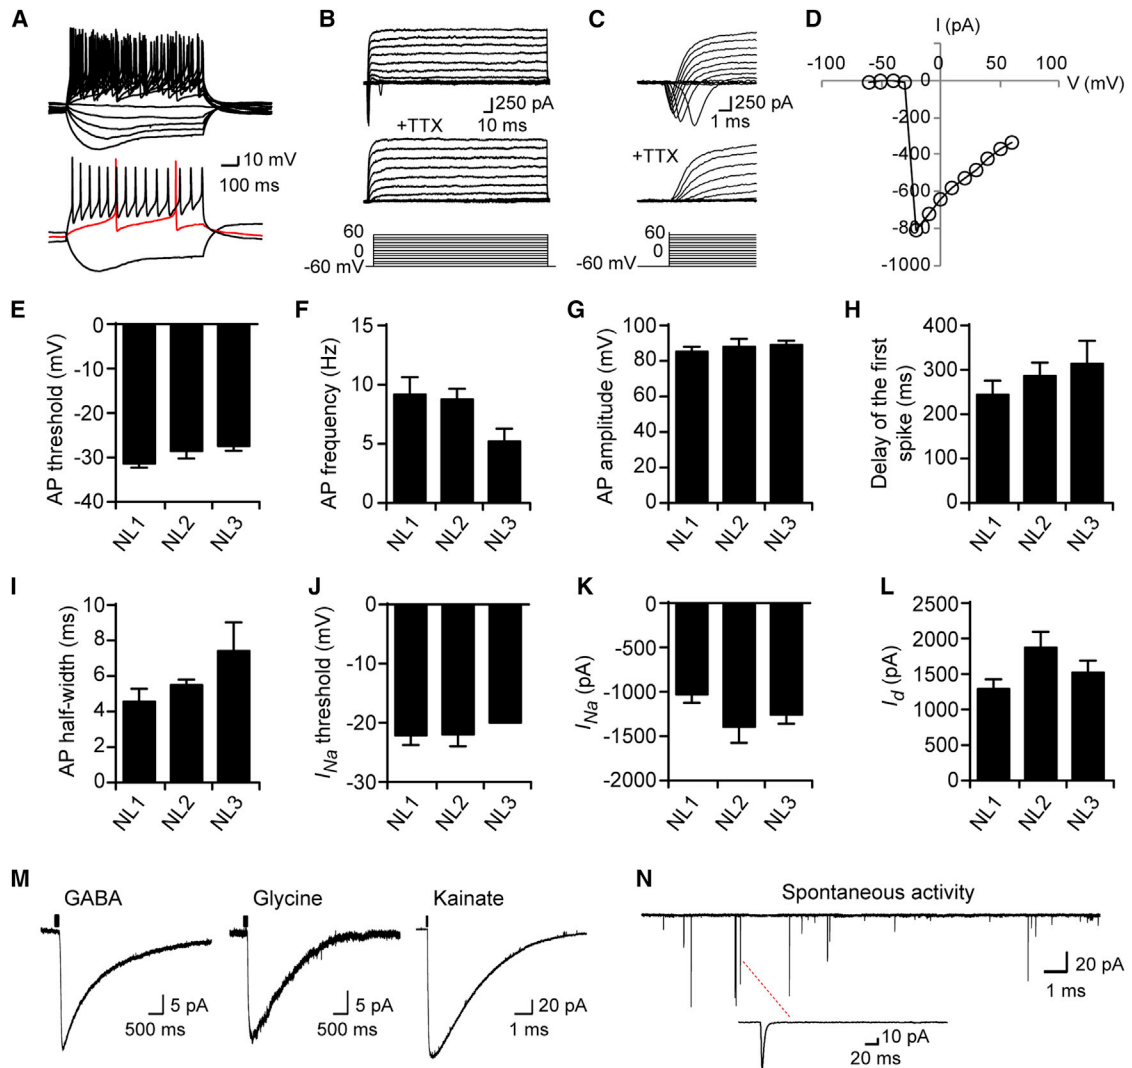 A
10 mV
100 ms
B
250 pA
10 ms
+TTX
60
0
-60 mV
C
250 pA
1 ms
+TTX
60
0
-60 mV
D
I (pA)
-100 -50 0 50 100
V (mV)
0
-200
-400
-600
-800
-1000
E
AP threshold (mV)
0
-10
-20
-30
-40
NL1 NL2 NL3
F
AP frequency (Hz)
15
10
5
0
NL1 NL2 NL3
G
AP amplitude (mV)
100
80
60
40
20
0
NL1 NL2 NL3
H
Delay of the first
spike (ms)
400
300
200
100
0
NL1 NL2 NL3
I
AP half-width (ms)
10
8
6
4
2
0
NL1 NL2 NL3
J
INa threshold (mV)
0
-10
-20
-30
NL1 NL2 NL3
K
INa (pA)
0
-500
-1000
-1500
-2000
NL1 NL2 NL3
L
Id (pA)
2500
2000
1500
1000
500
0
NL1 NL2 NL3
M
GABA
5 pA
500 ms
Glycine
5 pA
500 ms
Kainate
20 pA
1 ms
N
Spontaneous activity
20 pA
1 ms
10 pA
20 ms